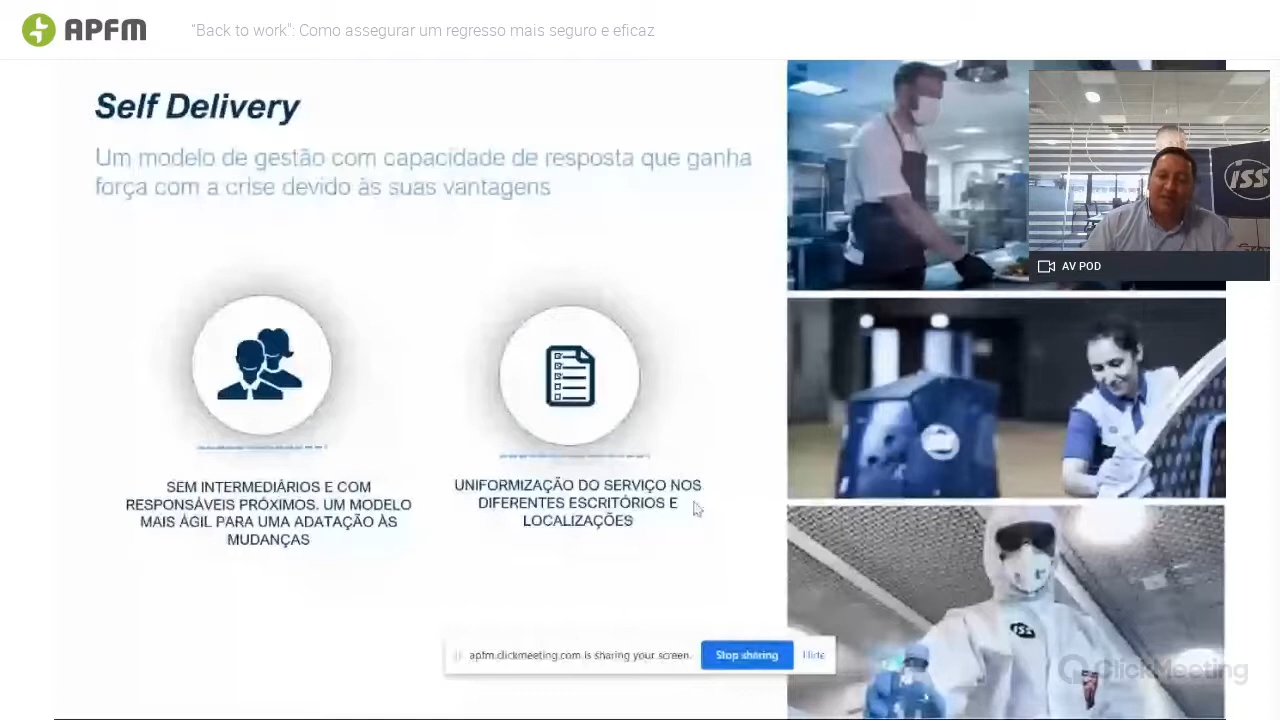 APFM
"Back to work": Como assegurar um regresso mais seguro e eficaz
Self Delivery
Um modelo de gestão com capacidade de resposta que ganha
força com a crise devido às suas vantagens
ISS
AV POD
SEM INTERMEDIÁRIOS E COM
RESPONSÁVEIS PRÓXIMOS. UM MODELO
MAIS ÁGIL PARA UMA ADATAÇÃO ÀS
MUDANÇAS
UNIFORMIZAÇÃO DO SERVIÇO NOS
DIFERENTES ESCRITÓRIOS E
LOCALIZAÇÕES
ISS
apfm.clickmeeting.com is sharing your screen.
Stop sharing
Hide
ClickMeeting